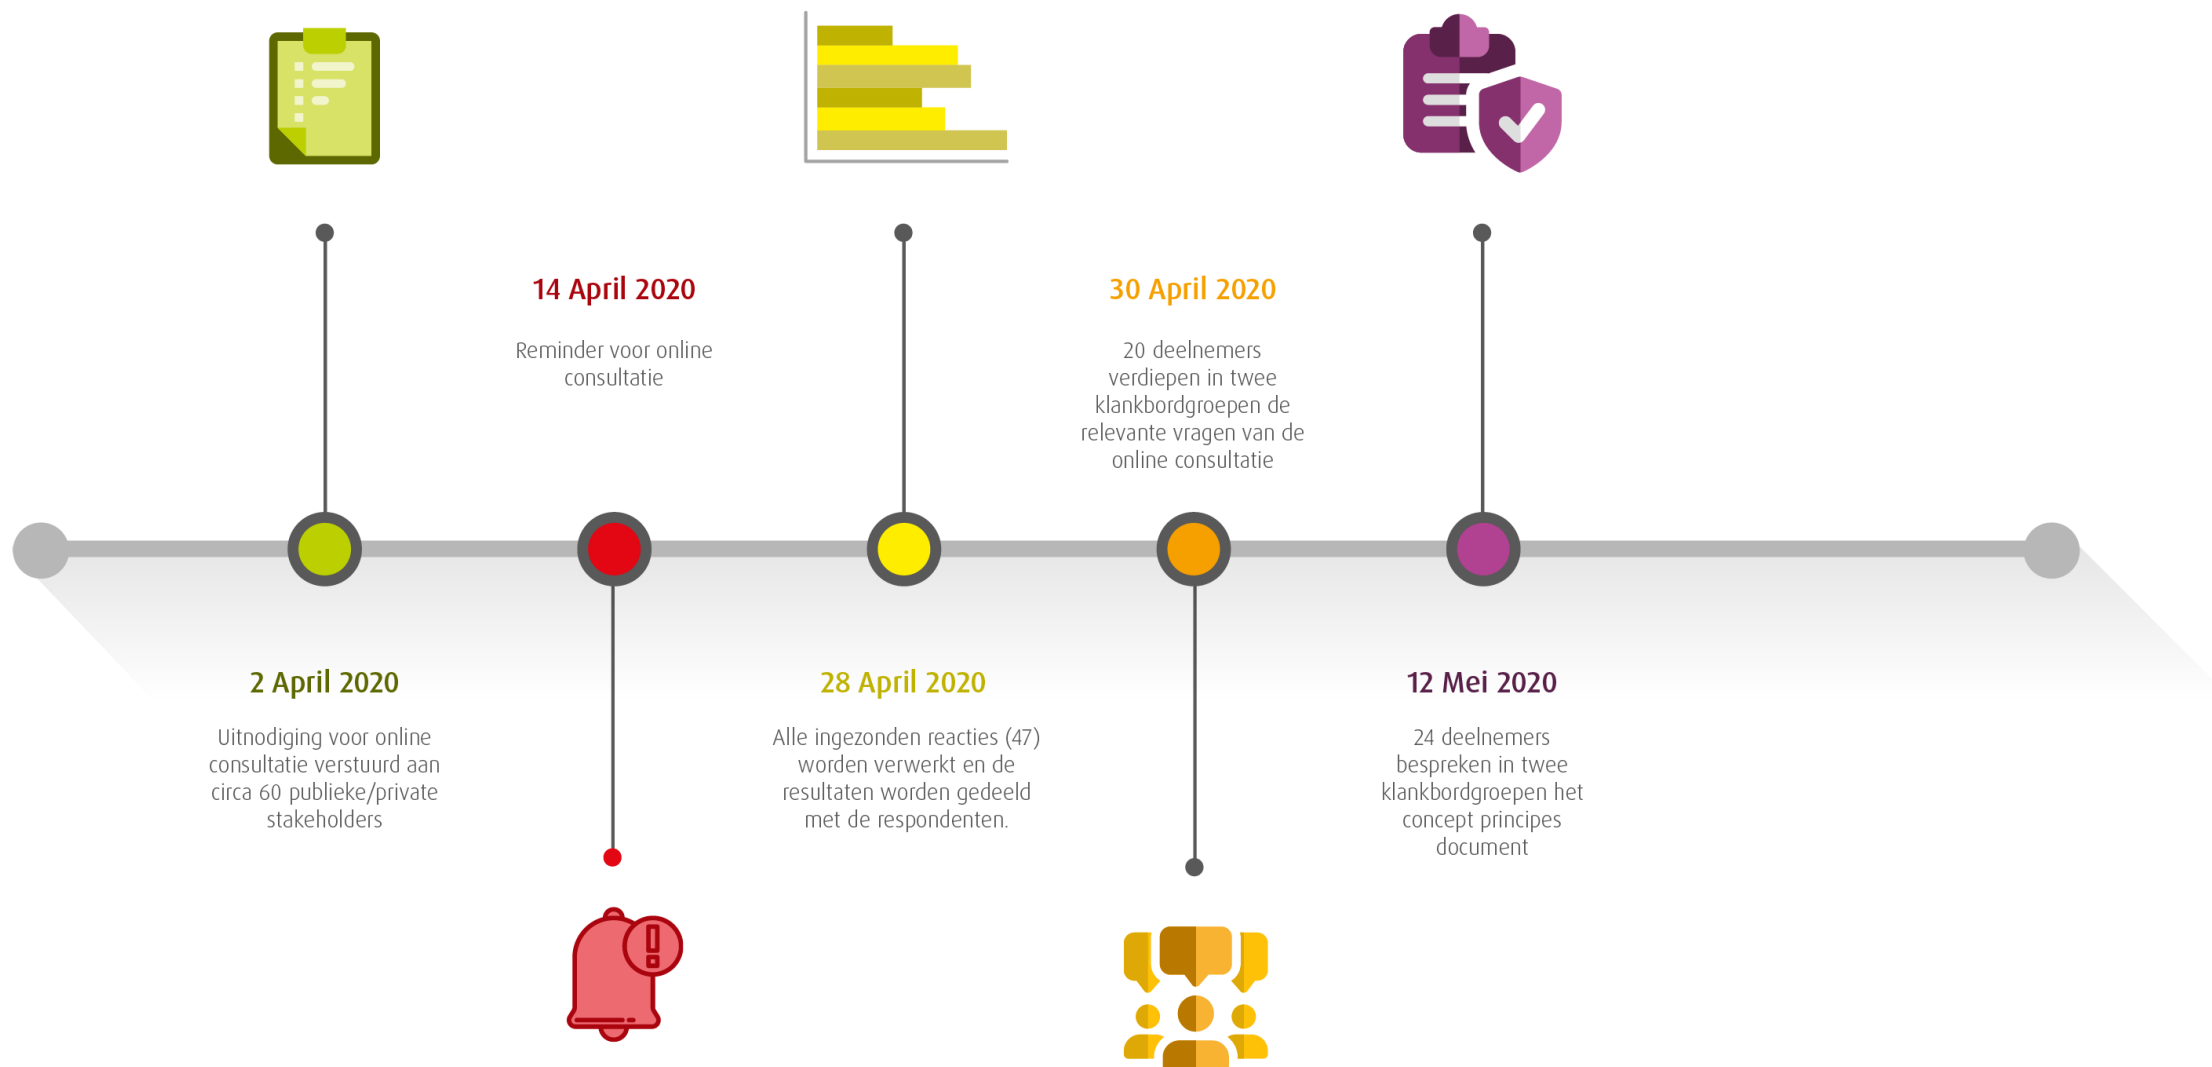 2 April 2020
Uitnodiging voor online
consultatie verstuurd aan
circa 60 publieke/private
stakeholders
14 April 2020
Reminder voor online
consultatie
28 April 2020
Alle ingezonden reacties (47)
worden verwerkt en de
resultaten worden gedeeld
met de respondenten.
30 April 2020
20 deelnemers
verdiepen in twee
klankbordgroepen de
relevante vragen van de
online consultatie
12 Mei 2020
24 deelnemers
bespreken in twee
klankbordgroepen het
concept principes
document